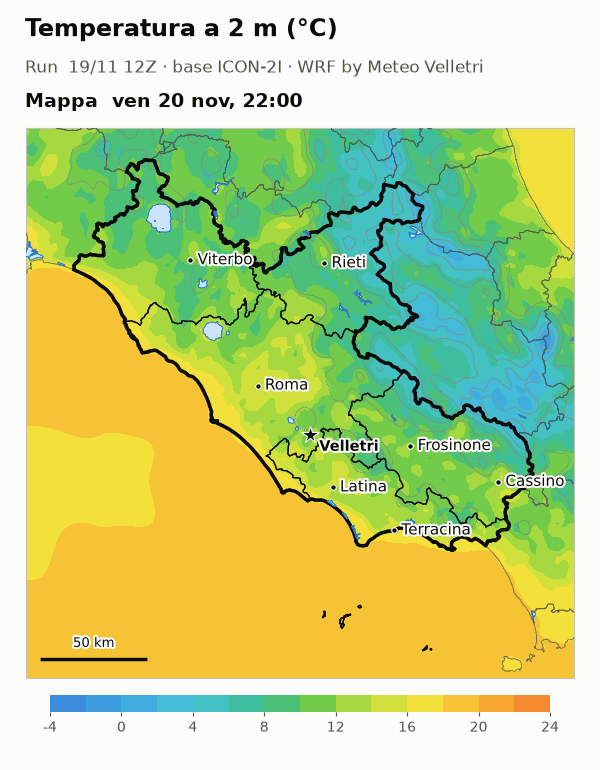 Temperatura a 2 m (°C)
Run  19/11 12Z · base ICON-2I · WRF by Meteo Velletri
Mappa  ven 20 nov, 22:00
Viterbo
Rieti
Roma
Velletri
Frosinone
Latina
Cassino
Terracina
50 km
-4 0 4 8 12 16 20 24